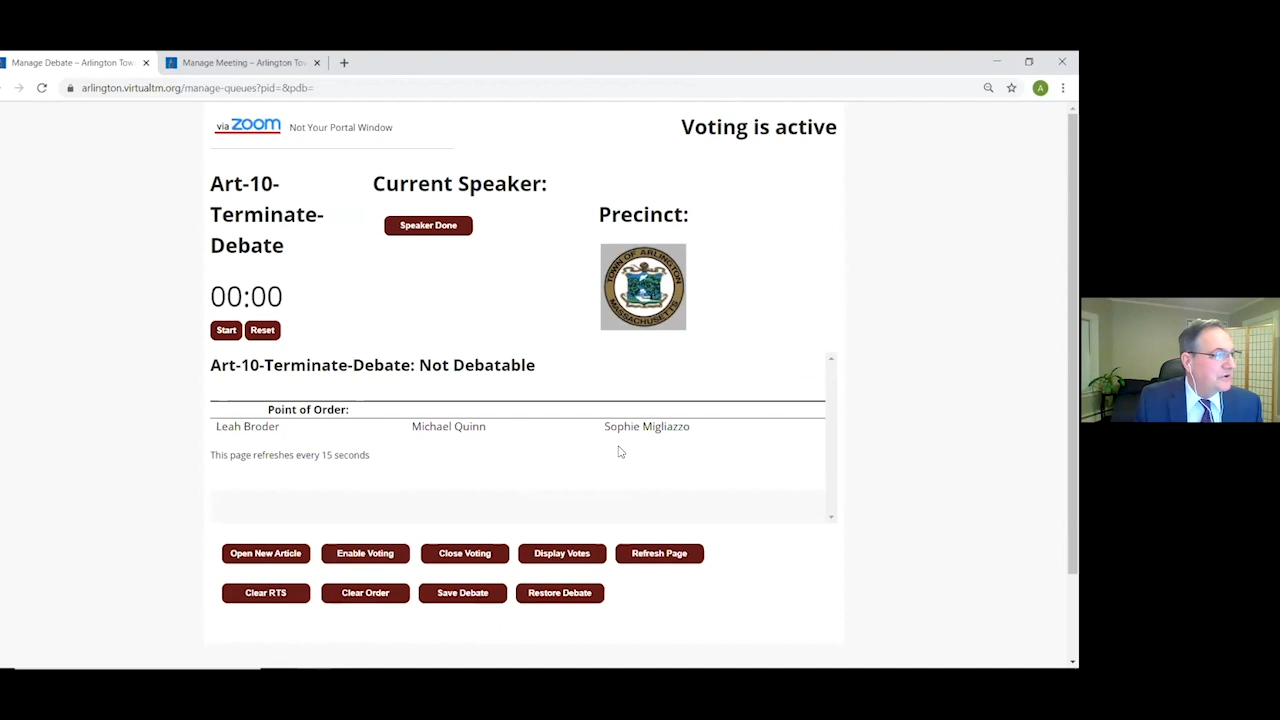 Manage Debate – Arlington Tow
Manage Meeting – Arlington Tow
arlington.virtualtm.org/manage-queues?pid=&pdb=
A
via zoom
Not Your Portal Window
Voting is active
Art-10-
Terminate-
Debate
Current Speaker:
Speaker Done
Precinct:
TOWN OF ARLINGTON
MASSACHUSETTS
00:00
Start
Reset
Art-10-Terminate-Debate: Not Debatable
Point of Order:
Leah Broder
Michael Quinn
Sophie Migliazzo
This page refreshes every 15 seconds
Open New Article
Enable Voting
Close Voting
Display Votes
Refresh Page
Clear RTS
Clear Order
Save Debate
Restore Debate